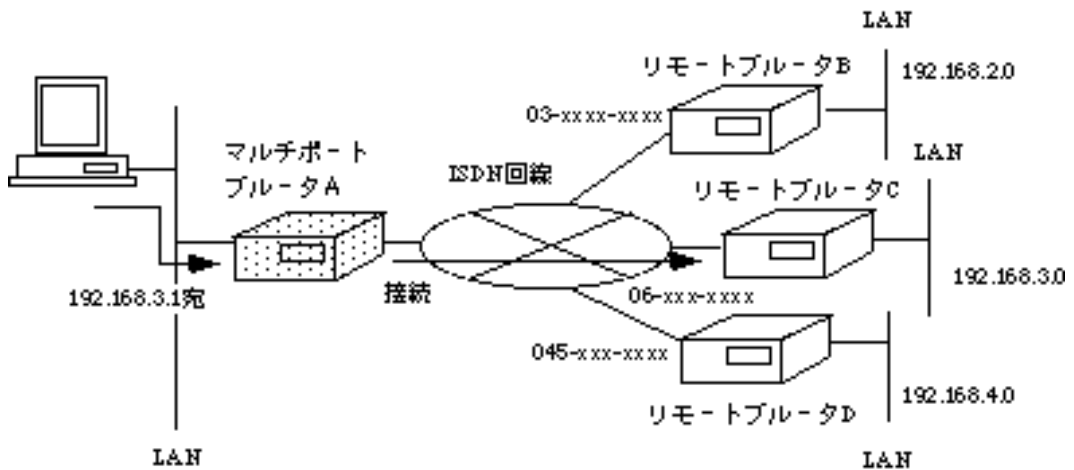 LAN
リモートブルータB
192.168.2.0
03-xxxx-xxxx
マルチポート
ブルータA
ISDN回線
LAN
リモートブルータC
192.168.3.1宛
接続
06-xxx-xxxx
192.168.3.0
045-xxx-xxxx
192.168.4.0
リモートブルータD
LAN
LAN